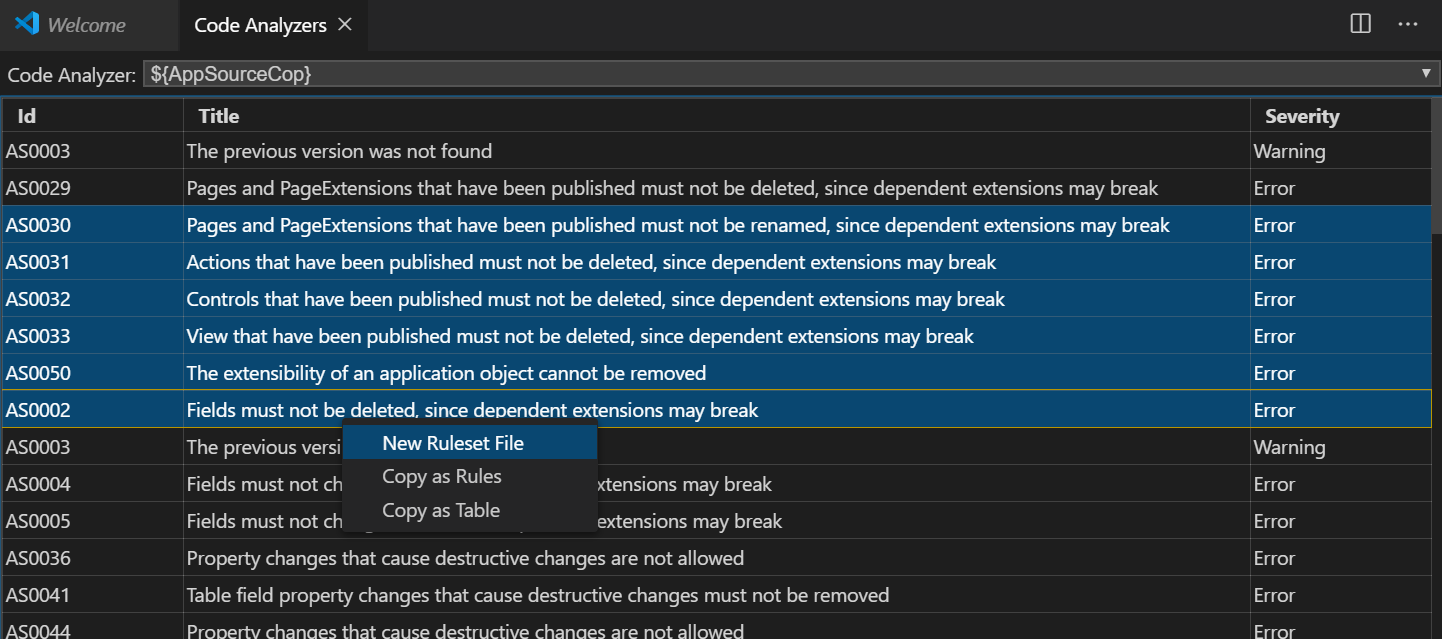 Welcome Code Analyzers
Code Analyzer: ${AppSourceCop}
Id Title Severity
AS0003 The previous version was not found Warning
AS0029 Pages and PageExtensions that have been published must not be deleted, since dependent extensions may break Error
AS0030 Pages and PageExtensions that have been published must not be renamed, since dependent extensions may break Error
AS0031 Actions that have been published must not be deleted, since dependent extensions may break Error
AS0032 Controls that have been published must not be deleted, since dependent extensions may break Error
AS0033 View that have been published must not be deleted, since dependent extensions may break Error
AS0050 The extensibility of an application object cannot be removed Error
AS0002 Fields must not be deleted, since dependent extensions may break Error
New Ruleset File
Copy as Rules
Copy as Table
AS0003 The previous Warning
AS0004 Fields must not may break Error
AS0005 Fields must not extensions may break Error
AS0036 Property changes that cause destructive changes are not allowed Error
AS0041 Table field property changes that cause destructive changes must not be removed Error
AS0044 Property changes that cause destructive changes are not allowed Error